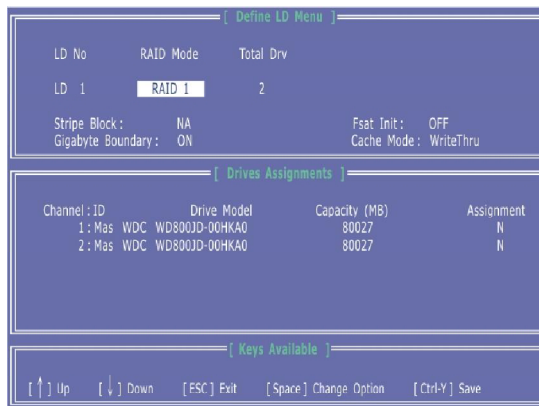 [ Define LD Menu ]
LD No RAID Mode Total Drv
LD 1 RAID 1 2
Stripe Block : NA Fsat Init : OFF
Gigabyte Boundary : ON Cache Mode : WriteThru
[ Drives Assignments ]
Channel : ID Drive Model Capacity (MB) Assignment
1 : Mas WDC WD800JD-00HKA0 80027 N
2 : Mas WDC WD800JD-00HKA0 80027 N
[ Keys Available ]
[ ↑ ] Up [ ↓ ] Down [ ESC ] Exit [ Space ] Change Option [ Ctrl-Y ] Save